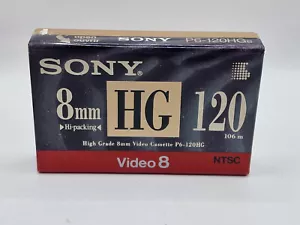 open
SONY P6-120HG
SONY
8mm
Hi-packing
HG
120
106 m
High Grade 8mm Video Cassette P6-120HG
Video 8
NTSC